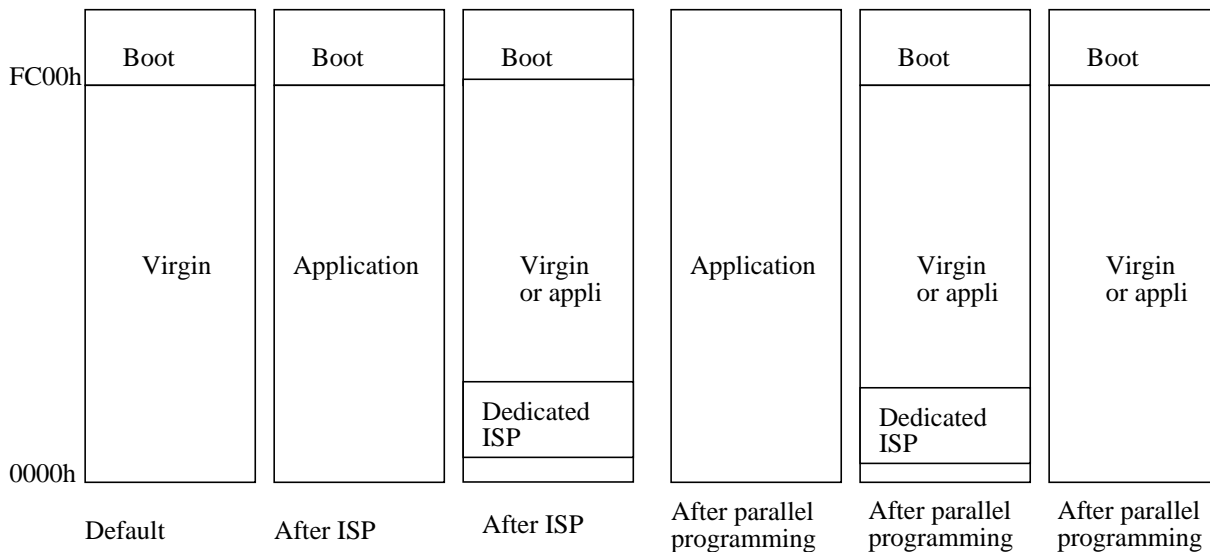 Boot
Boot
Boot
Boot
Boot
FC00h
Virgin
Application
Virgin
or appli
Application
Virgin
or appli
Virgin
or appli
Dedicated
ISP
Dedicated
ISP
0000h
Default
After ISP
After ISP
After parallel
programming
After parallel
programming
After parallel
programming